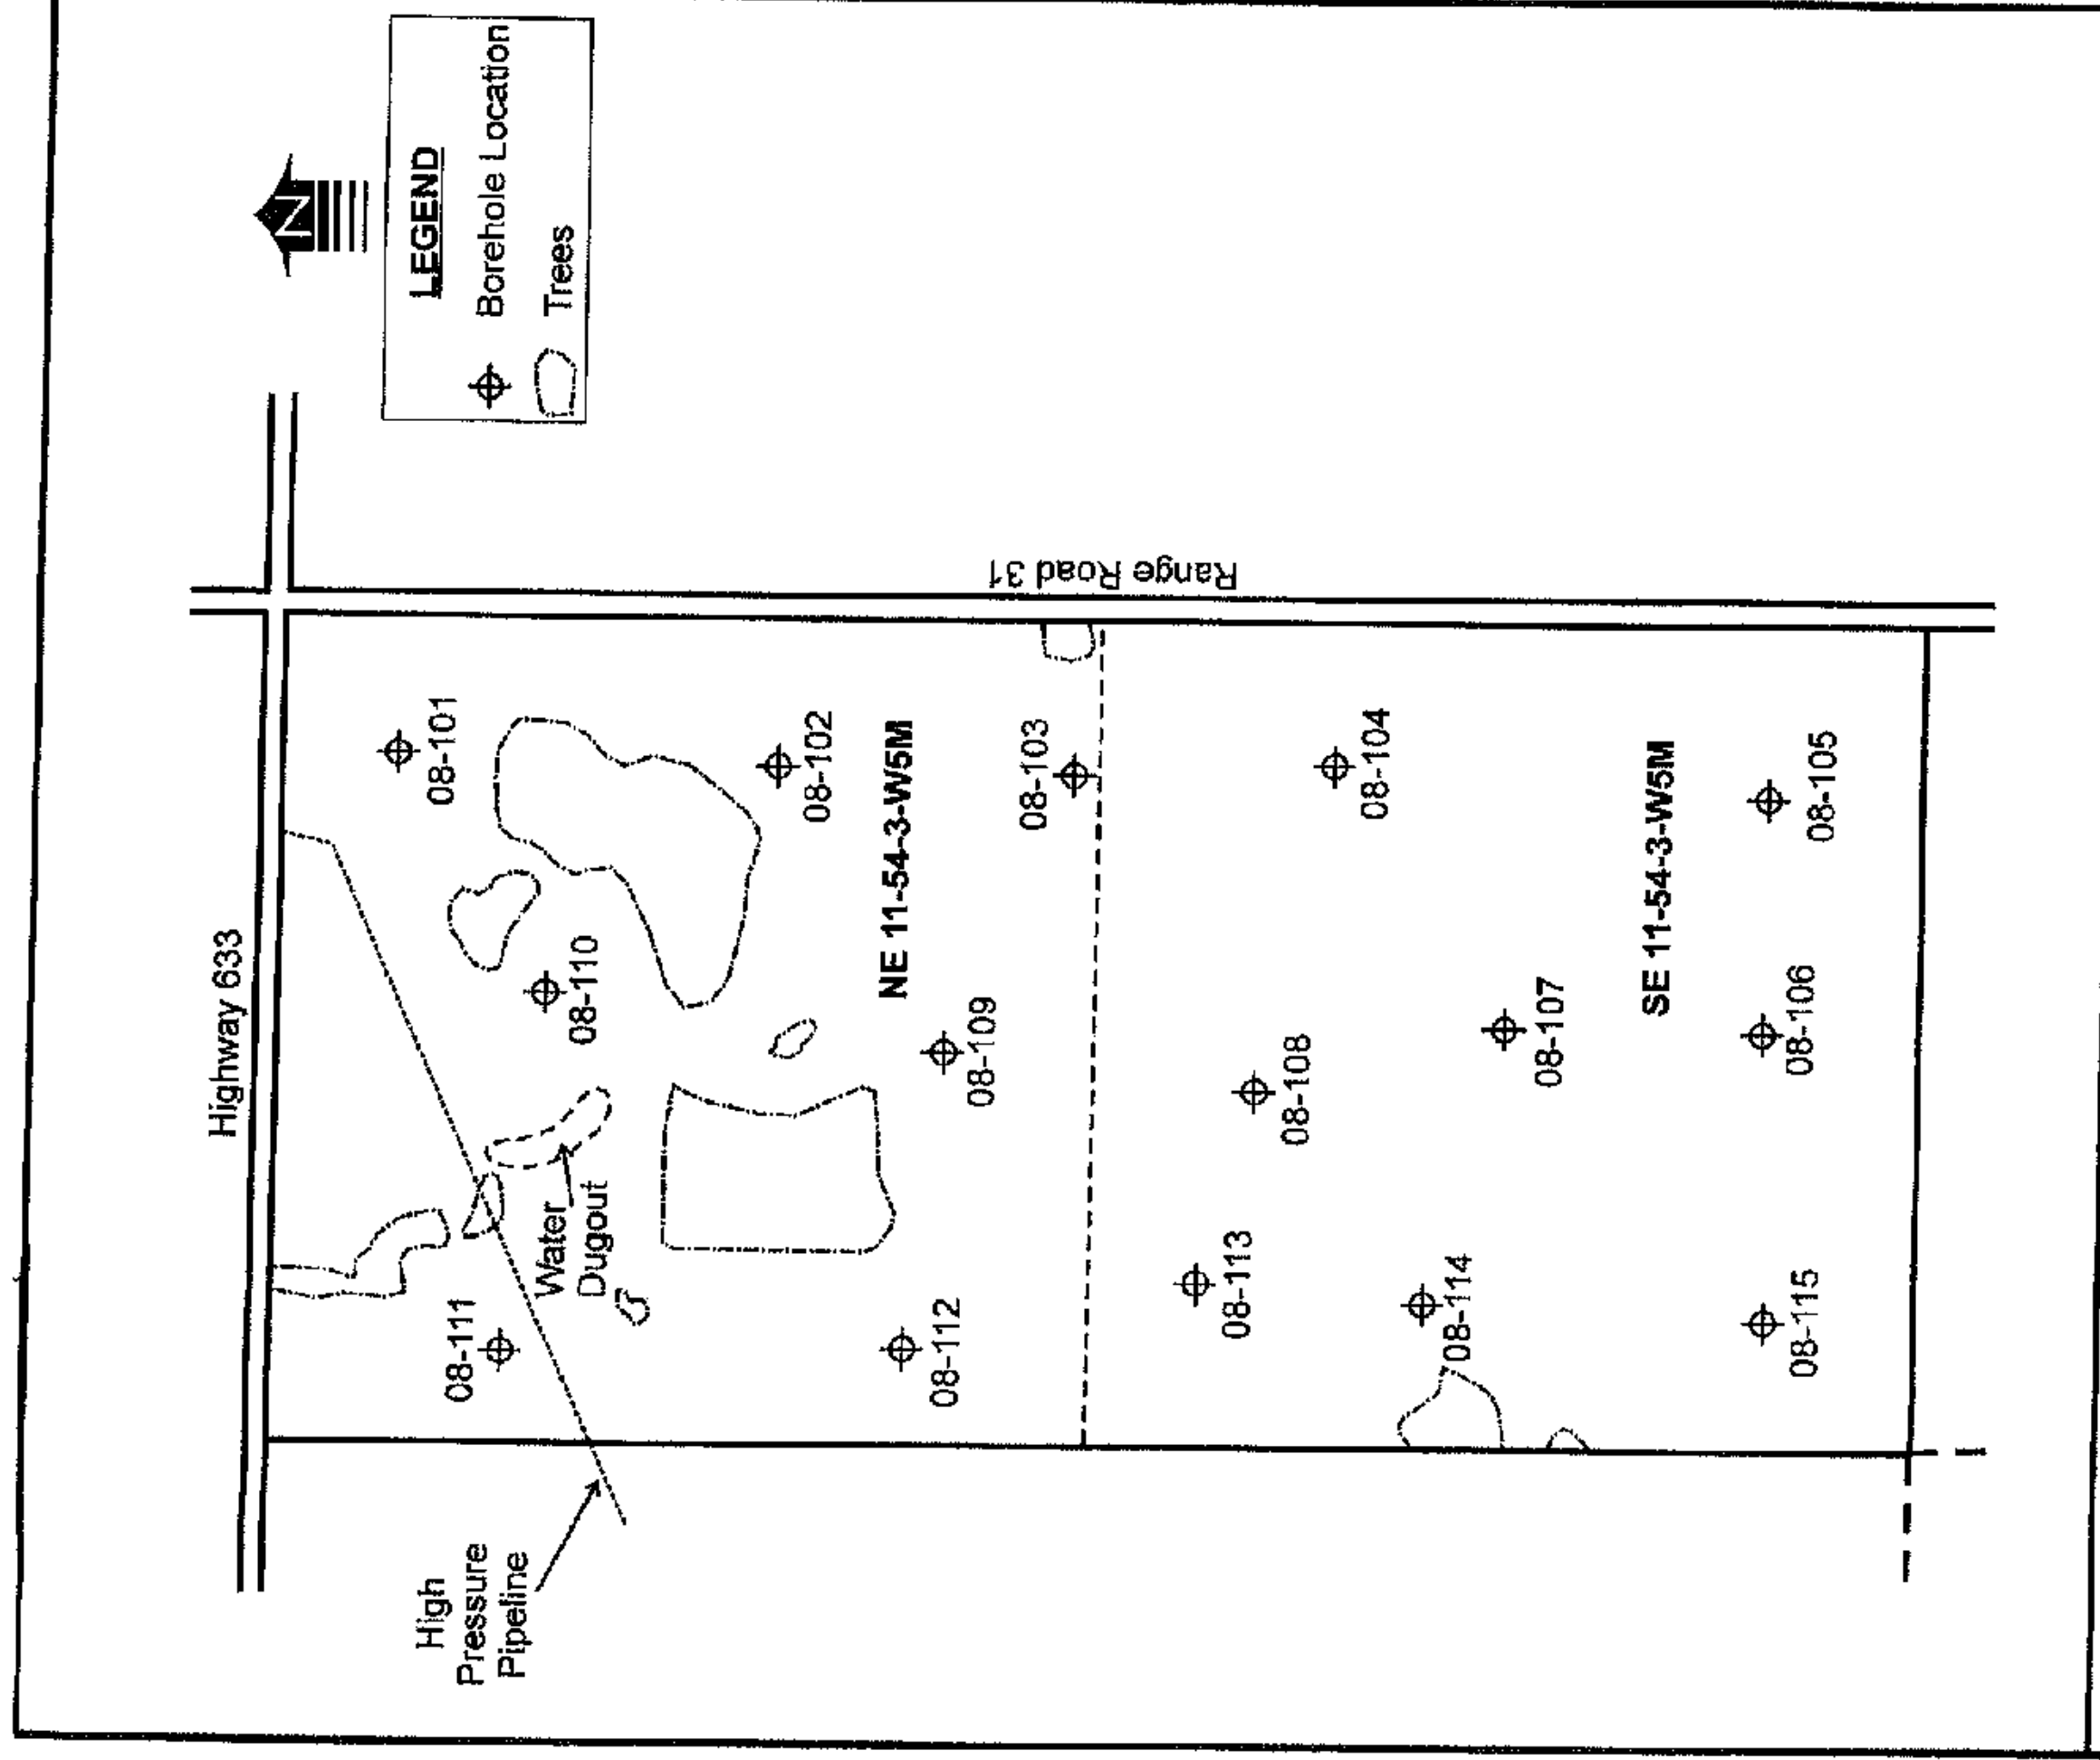 N
LEGEND
Borehole Location
Trees
Highway 633
Range Road 31
High
Pressure
Pipeline
Water
Dugout
08-111
08-110
08-101
08-102
08-112
08-109
NE 11-54-3-W5M
08-103
08-113
08-108
08-104
08-114
08-107
SE 11-54-3-W5M
08-115
08-106
08-105